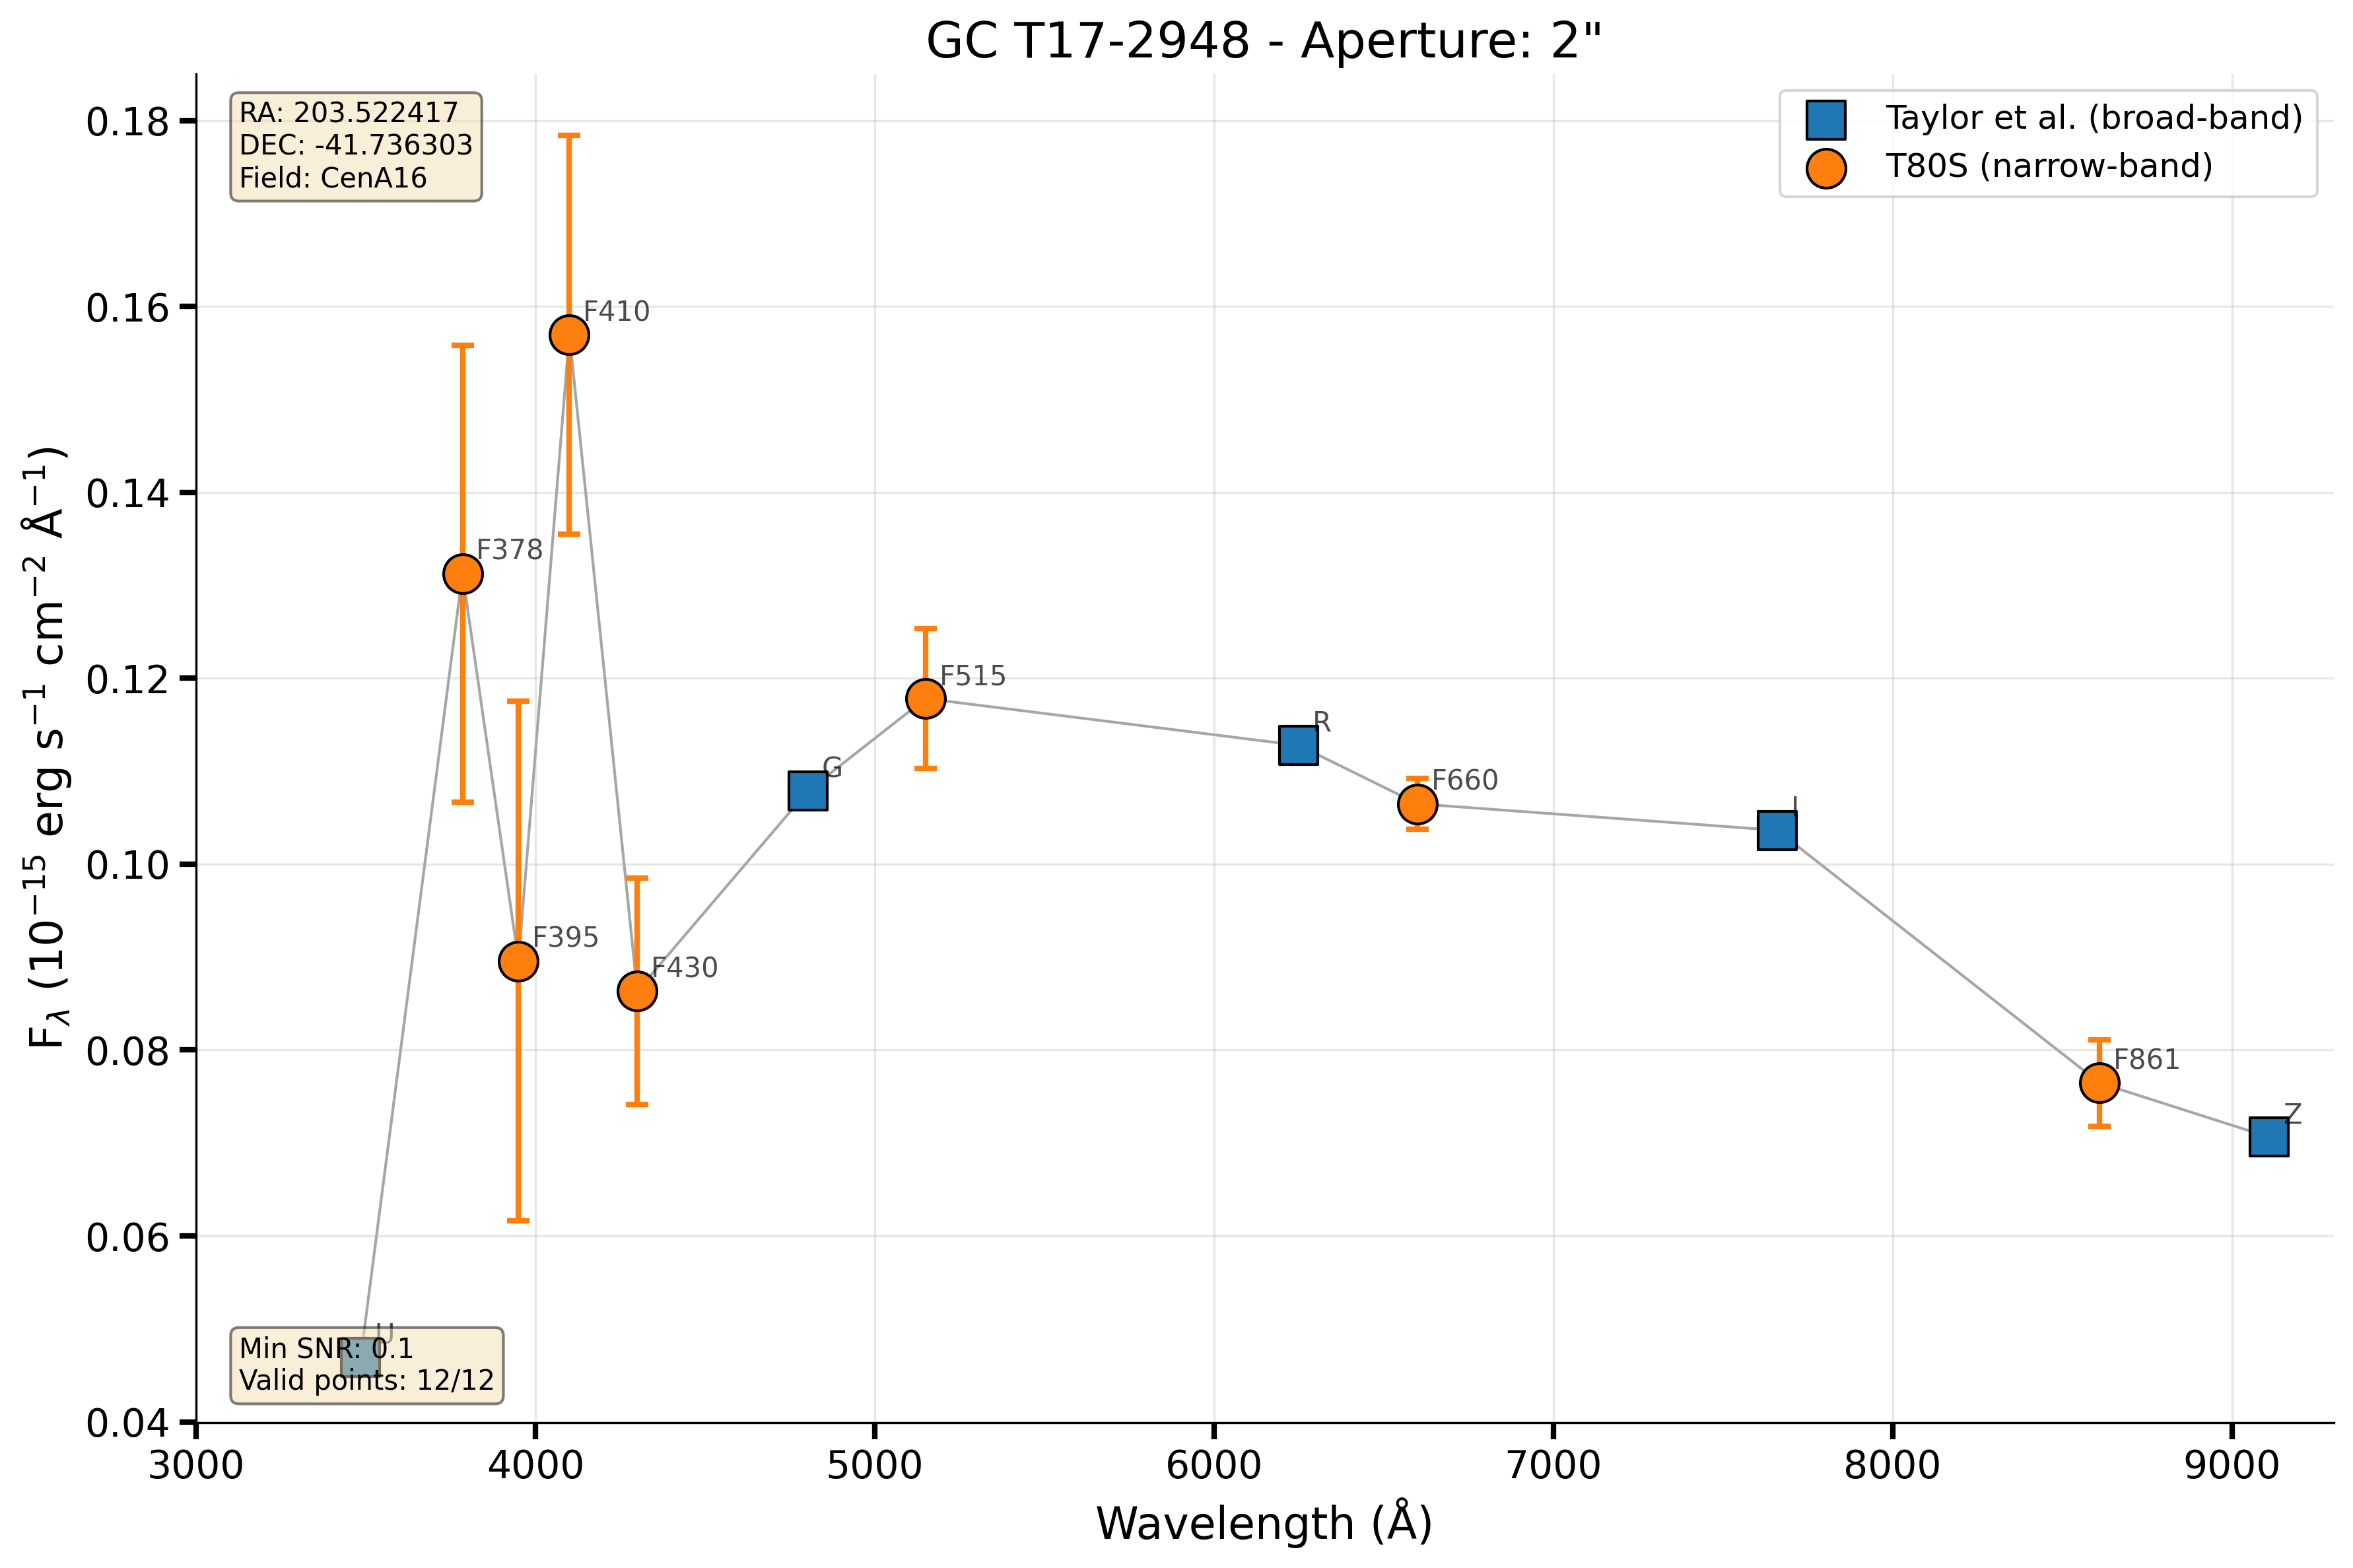 GC T17-2948 - Aperture: 2"
RA: 203.522417
DEC: -41.736303
Field: CenA16
Taylor et al. (broad-band)
T80S (narrow-band)
F_λ (10⁻¹⁵ erg s⁻¹ cm⁻² Å⁻¹)
0.18
0.16
0.14
0.12
0.10
0.08
0.06
0.04
U
F378
F395
F410
F430
G
F515
R
F660
I
F861
Z
Min SNR: 0.1
Valid points: 12/12
3000 4000 5000 6000 7000 8000 9000
Wavelength (Å)